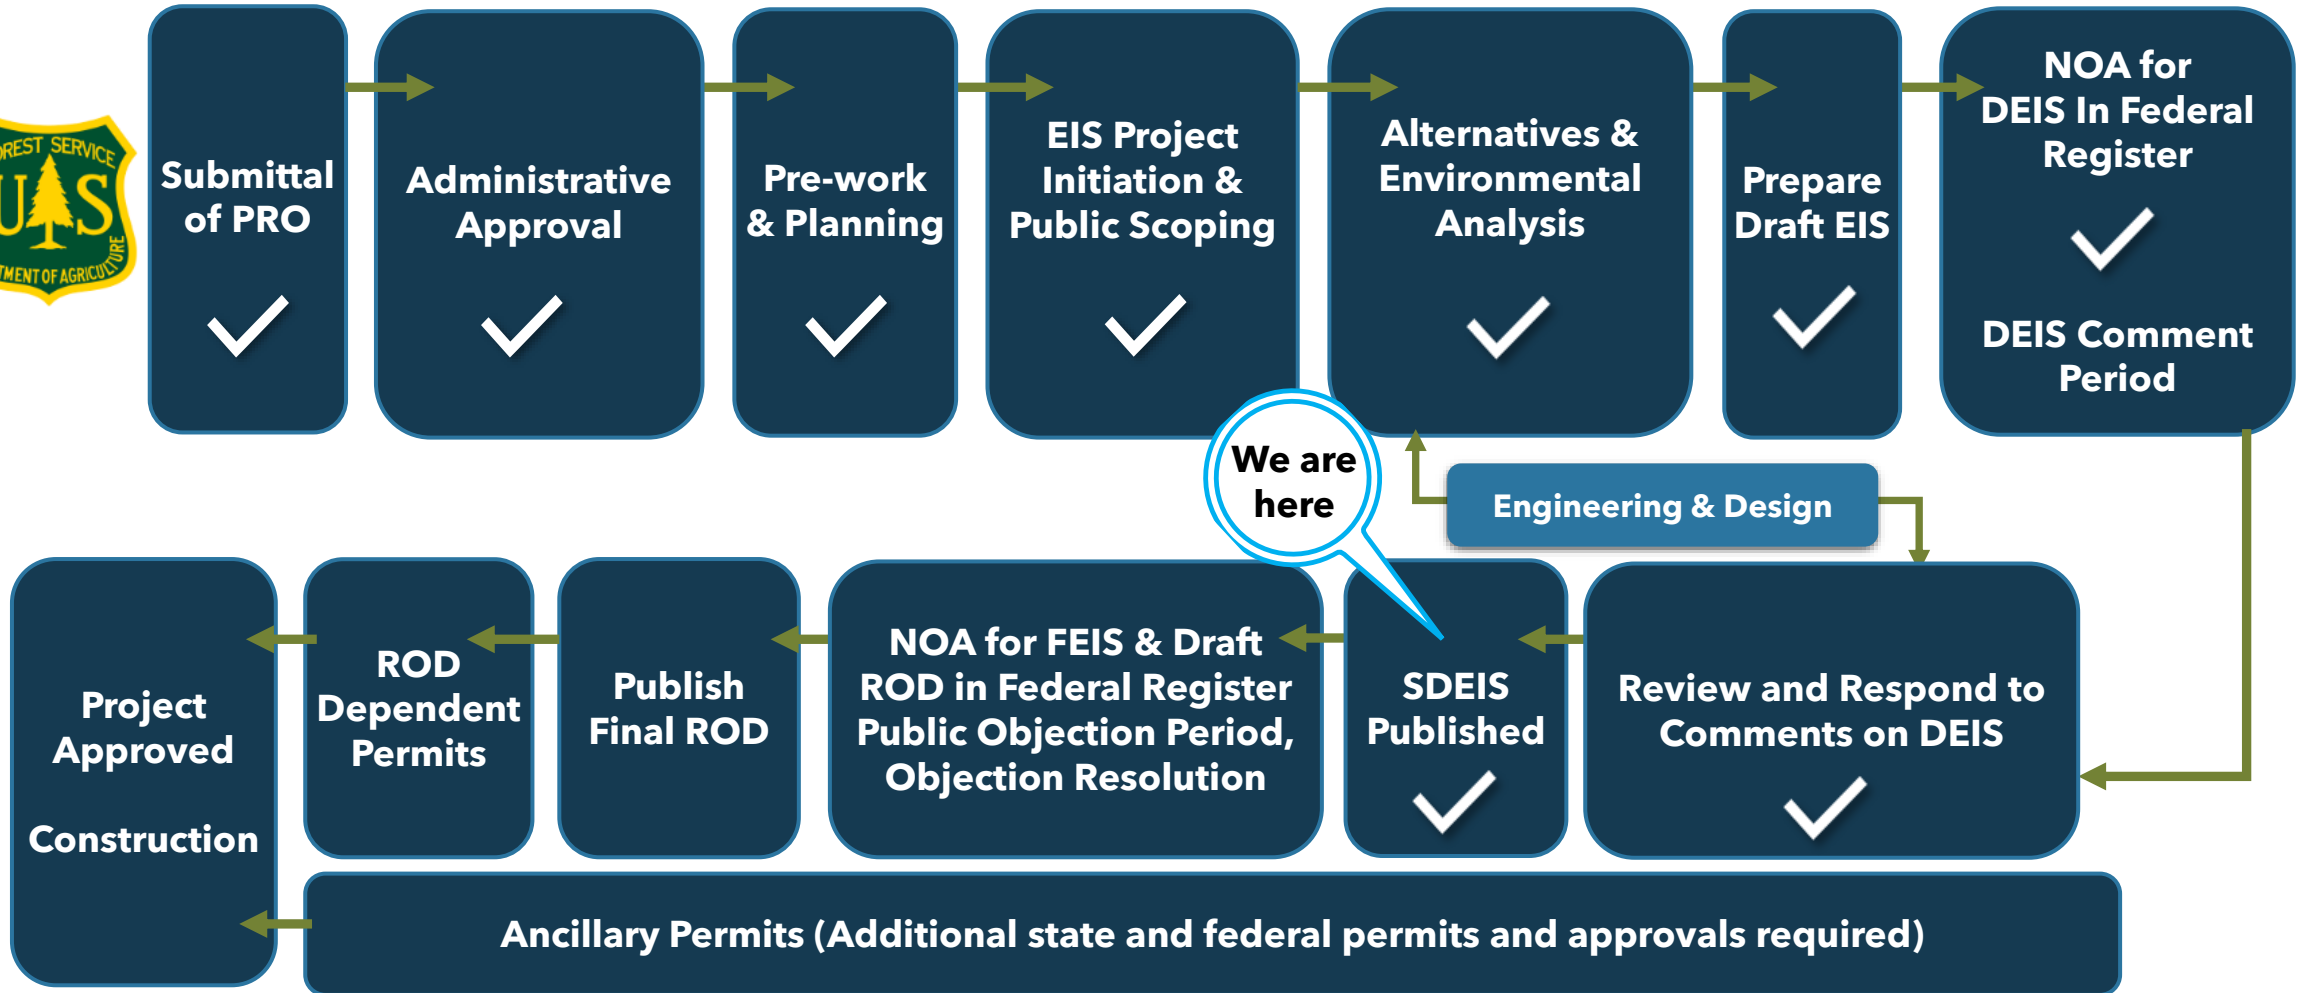 FOREST SERVICE
U S
DEPARTMENT OF AGRICULTURE
Submittal
of PRO
Administrative
Approval
Pre-work
& Planning
EIS Project
Initiation &
Public Scoping
Alternatives &
Environmental
Analysis
Prepare
Draft EIS
NOA for
DEIS In Federal
Register
DEIS Comment
Period
We are
here
Engineering & Design
Project
Approved
Construction
ROD
Dependent
Permits
Publish
Final ROD
NOA for FEIS & Draft
ROD in Federal Register
Public Objection Period,
Objection Resolution
SDEIS
Published
Review and Respond to
Comments on DEIS
Ancillary Permits (Additional state and federal permits and approvals required)